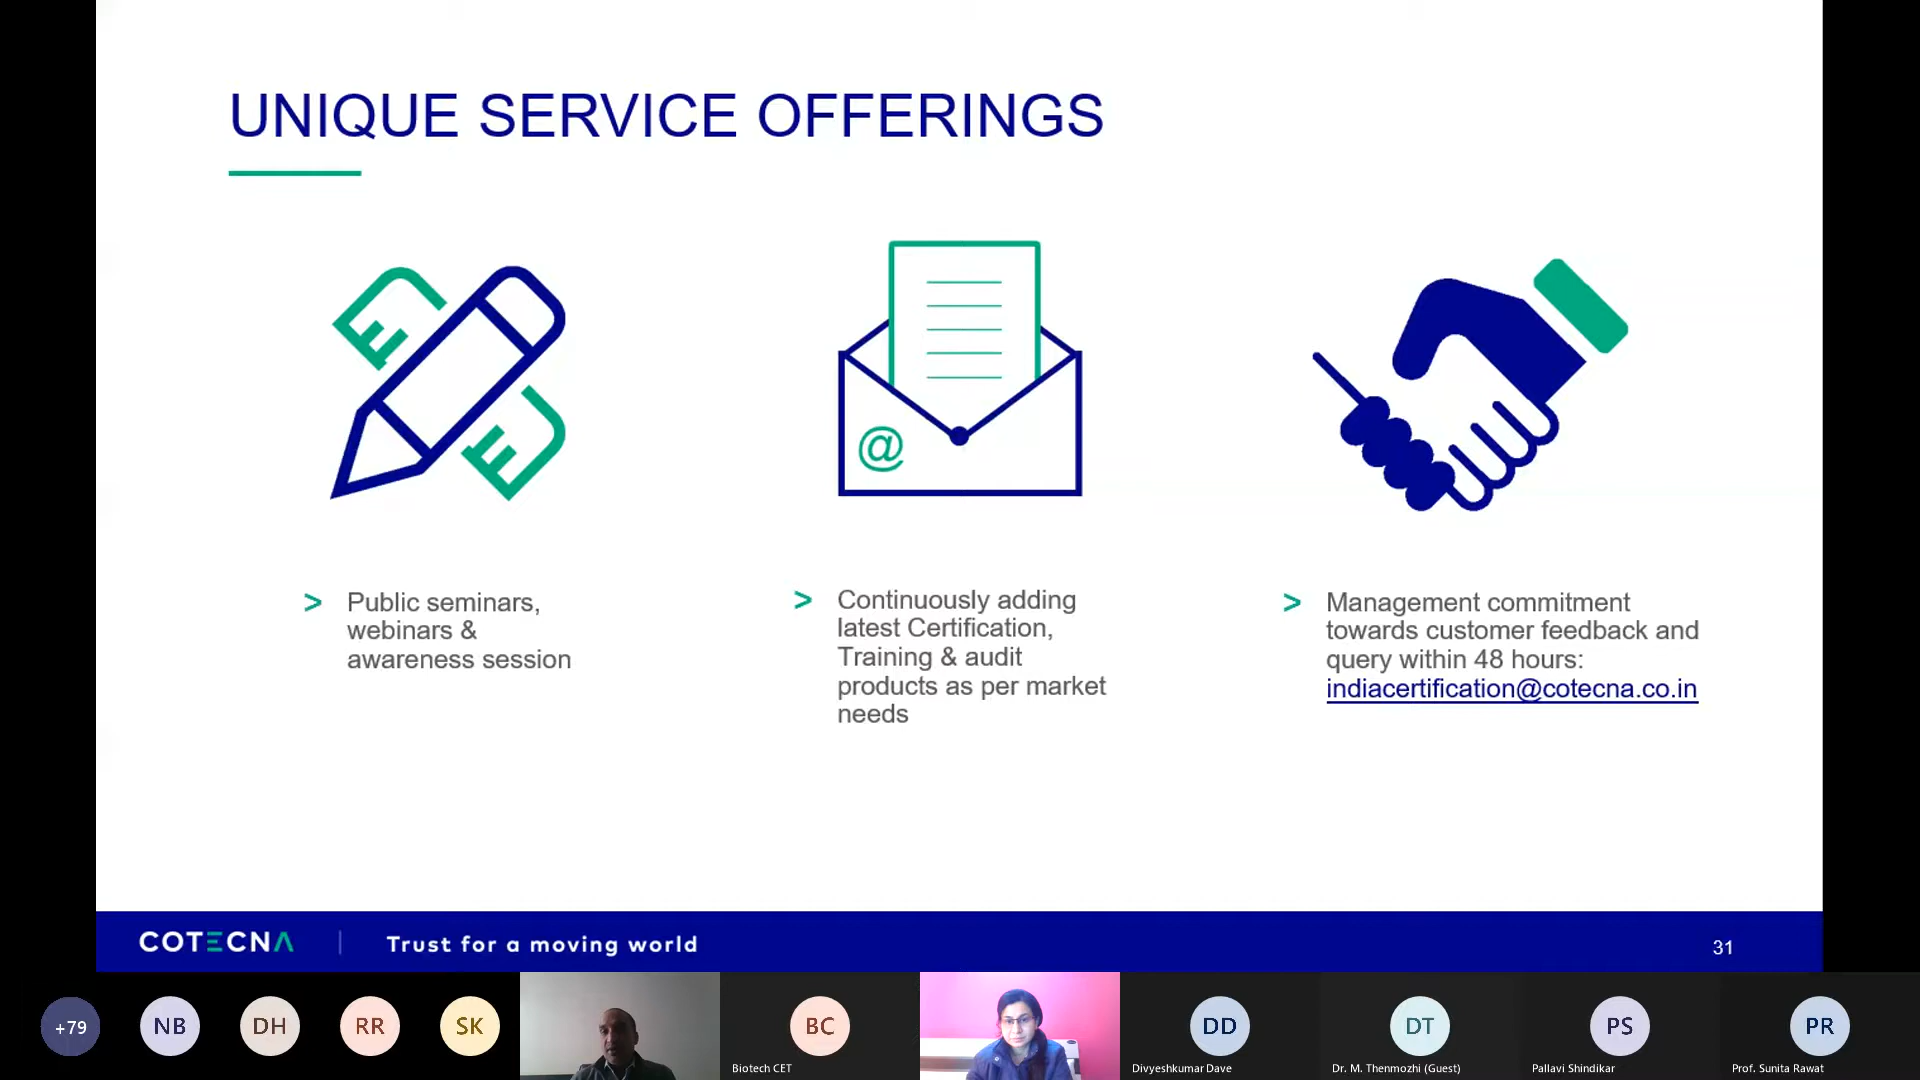 UNIQUE SERVICE OFFERINGS
@
> Public seminars,
webinars &
awareness session
> Continuously adding
latest Certification,
Training & audit
products as per market
needs
> Management commitment
towards customer feedback and
query within 48 hours:
indiacertification@cotecna.co.in
COTECNA | Trust for a moving world
31
+79
NB
DH
RR
SK
BC
Biotech CET
DD
Divyeshkumar Dave
DT
Dr. M. Thenmozhi (Guest)
PS
Pallavi Shindikar
PR
Prof. Sunita Rawat